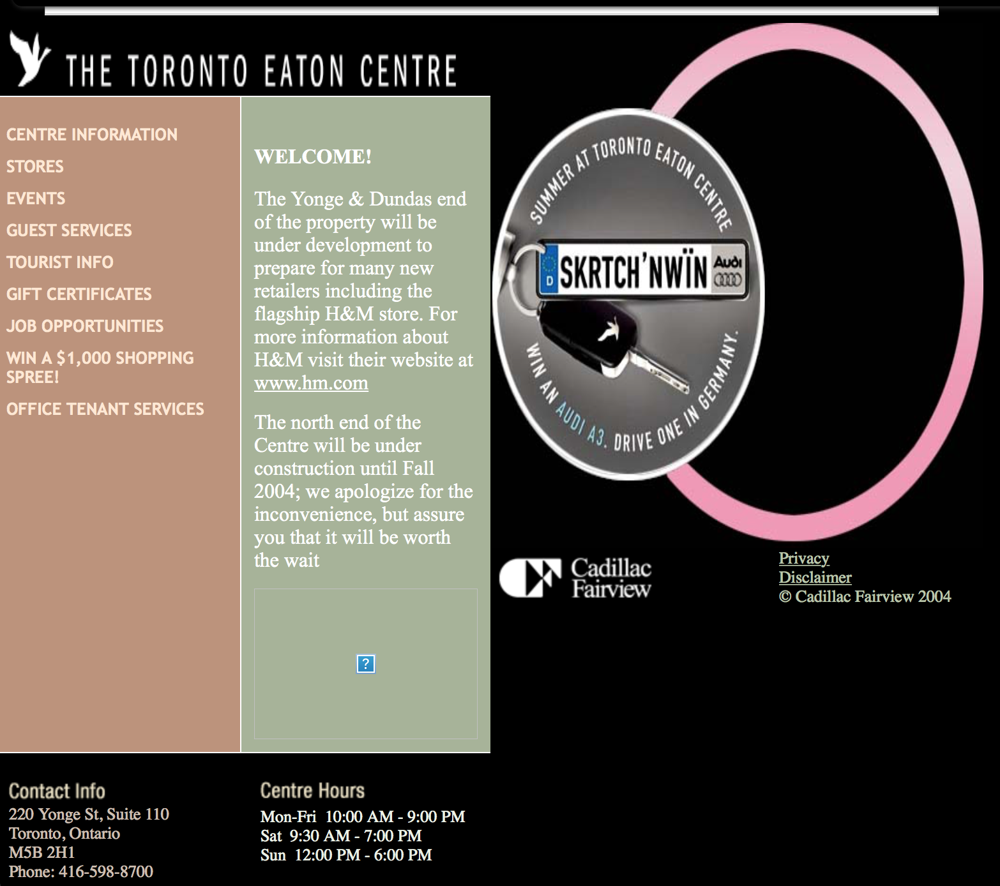 THE TORONTO EATON CENTRE
CENTRE INFORMATION
STORES
EVENTS
GUEST SERVICES
TOURIST INFO
GIFT CERTIFICATES
JOB OPPORTUNITIES
WIN A $1,000 SHOPPING
SPREE!
OFFICE TENANT SERVICES
WELCOME!
The Yonge & Dundas end
of the property will be
under development to
prepare for many new
retailers including the
flagship H&M store. For
more information about
H&M visit their website at
www.hm.com
The north end of the
Centre will be under
construction until Fall
2004; we apologize for the
inconvenience, but assure
you that it will be worth
the wait
?
SUMMER AT TORONTO EATON CENTRE
D
SKRTCH'NWÏN
Audi
WIN AN AUDI A3. DRIVE ONE IN GERMANY.
Cadillac
Fairview
Privacy
Disclaimer
© Cadillac Fairview 2004
Contact Info
220 Yonge St, Suite 110
Toronto, Ontario
M5B 2H1
Phone: 416-598-8700
Centre Hours
Mon-Fri 10:00 AM - 9:00 PM
Sat 9:30 AM - 7:00 PM
Sun 12:00 PM - 6:00 PM